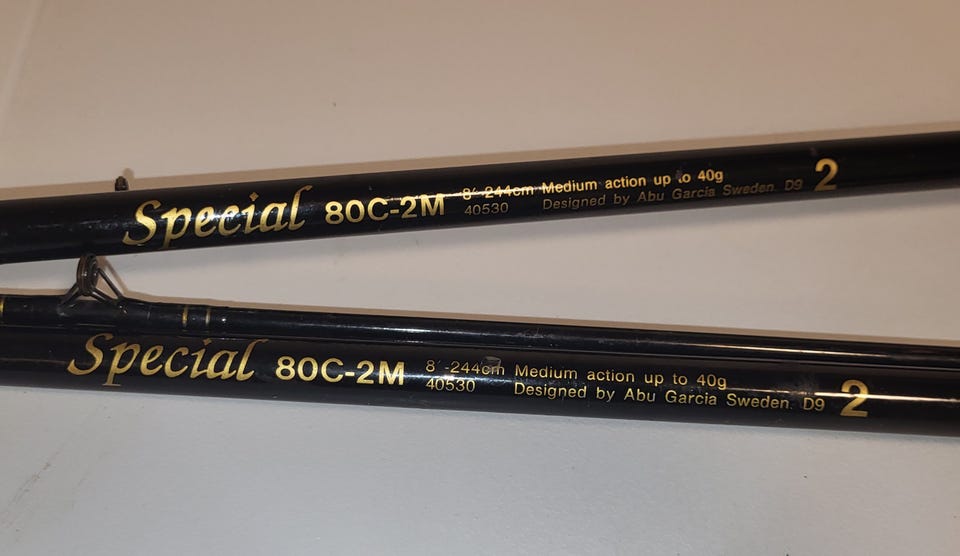 Special 80C-2M 8′-244cm Medium action up to 40g 2
40530 Designed by Abu Garcia Sweden. D9
Special 80C-2M 8′-244cm Medium action up to 40g 2
40530 Designed by Abu Garcia Sweden. D9